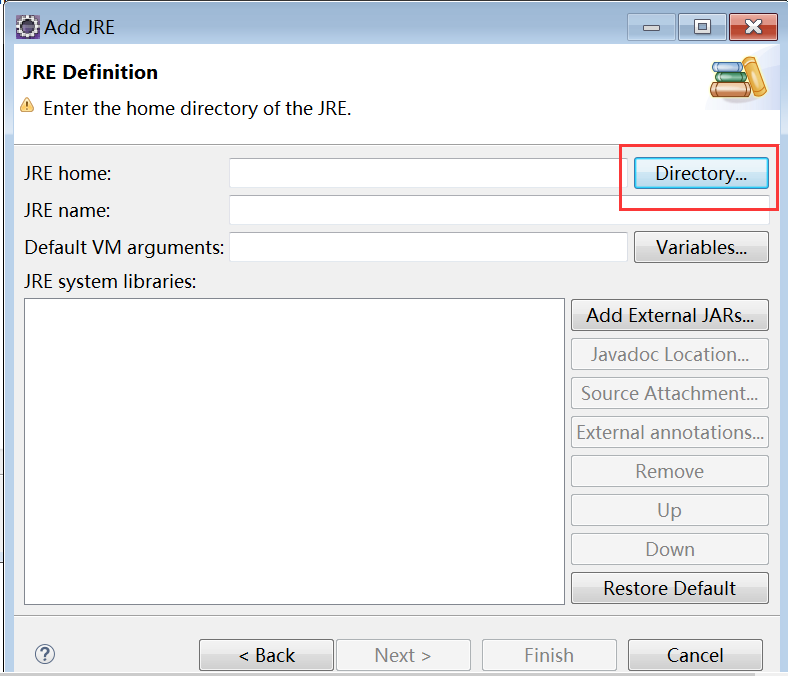 Add JRE
JRE Definition
Enter the home directory of the JRE.
JRE home:
Directory...
JRE name:
Default VM arguments:
Variables...
JRE system libraries:
Add External JARs...
Javadoc Location...
Source Attachment...
External annotations...
Remove
Up
Down
Restore Default
?
< Back
Next >
Finish
Cancel